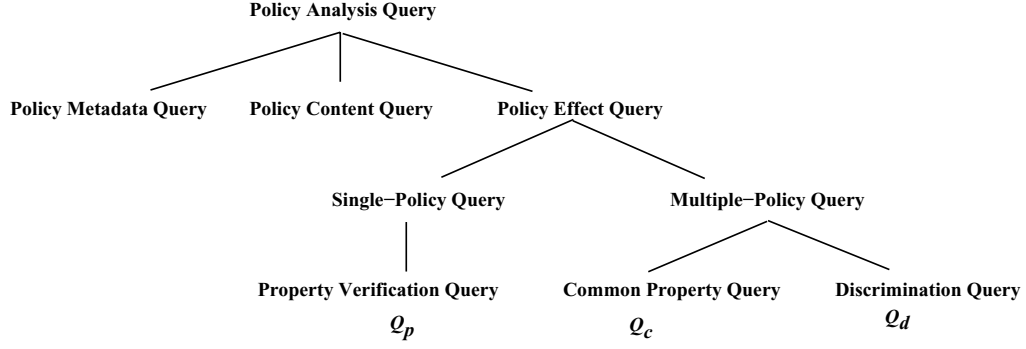 Policy Analysis Query
Policy Metadata Query
Policy Content Query
Policy Effect Query
Single−Policy Query
Multiple−Policy Query
Property Verification Query
Common Property Query
Discrimination Query
Qp
Qc
Qd